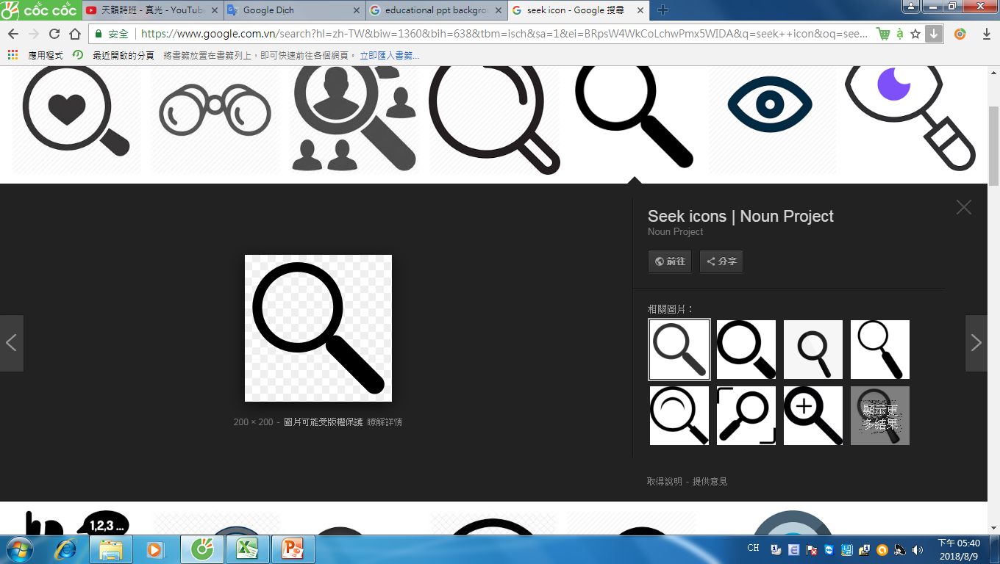 cốc cốc
天韻詩班 - 真光 - YouTube
Google Dịch
educational ppt backgrou
seek icon - Google 搜尋
安全
https://www.google.com.vn/search?hl=zh-TW&biw=1360&bih=638&tbm=isch&sa=1&ei=BRpsW4WkCoLchwPmx5WIDA&q=seek++icon&oq=see...
à
應用程式
最近開啟的分頁
將書籤放置在書籤列上，即可快速前往各個網頁。
立即匯入書籤...
Seek icons | Noun Project
Noun Project
前往
分享
相關圖片：
顯示更
多結果
200 × 200 - 圖片可能受版權保護 瞭解詳情
取得說明 - 提供意見
1,2,3 ...
CH
下午 05:40
2018/8/9